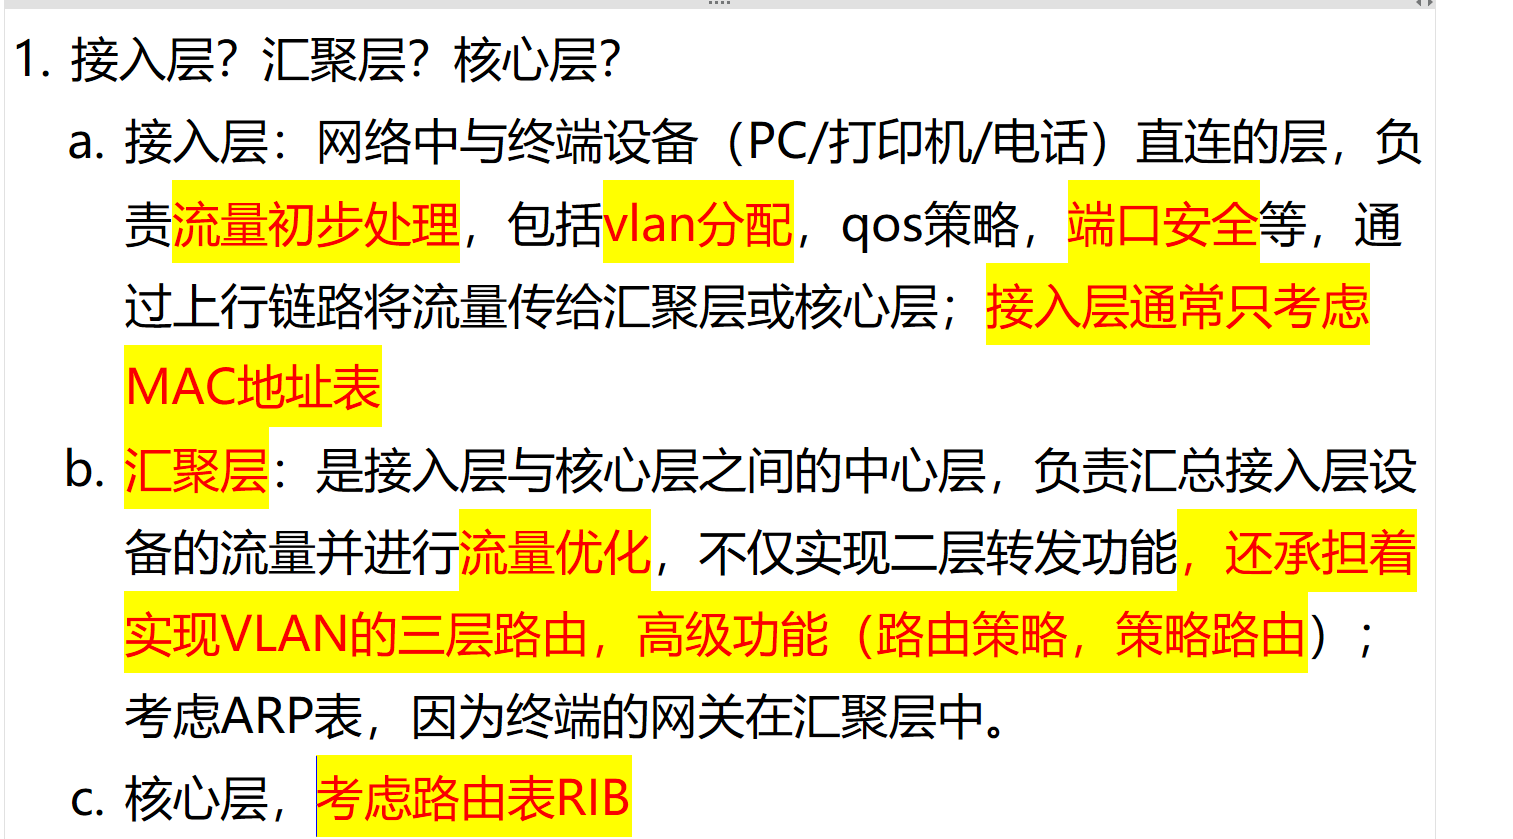 1. 接入层？汇聚层？核心层？
a. 接入层：网络中与终端设备（PC/打印机/电话）直连的层，负
责流量初步处理，包括vlan分配，qos策略，端口安全等，通
过上行链路将流量传给汇聚层或核心层；接入层通常只考虑
MAC地址表
b. 汇聚层：是接入层与核心层之间的中心层，负责汇总接入层设
备的流量并进行流量优化，不仅实现二层转发功能，还承担着
实现VLAN的三层路由，高级功能（路由策略，策略路由）；
考虑ARP表，因为终端的网关在汇聚层中。
c. 核心层，考虑路由表RIB